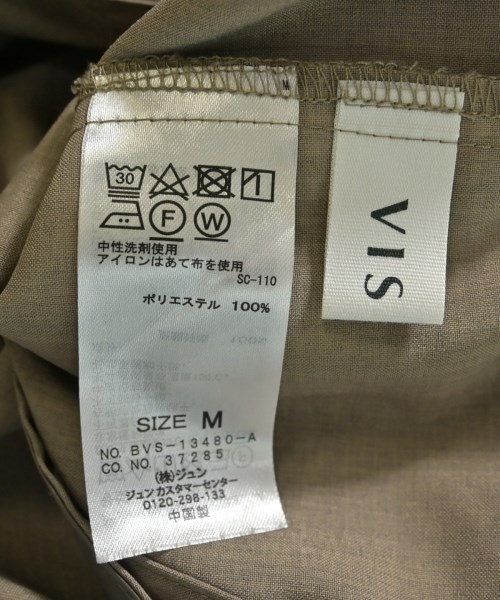 M
30
F W
中性洗剤使用
アイロンはあて布を使用
SC-110
ポリエステル 100%
SIZE M
NO. BVS-13480-A
CO. NO. 37285
(株)ジュン
ジュン カスタマーセンター
0120-298-133
中国製
VIS